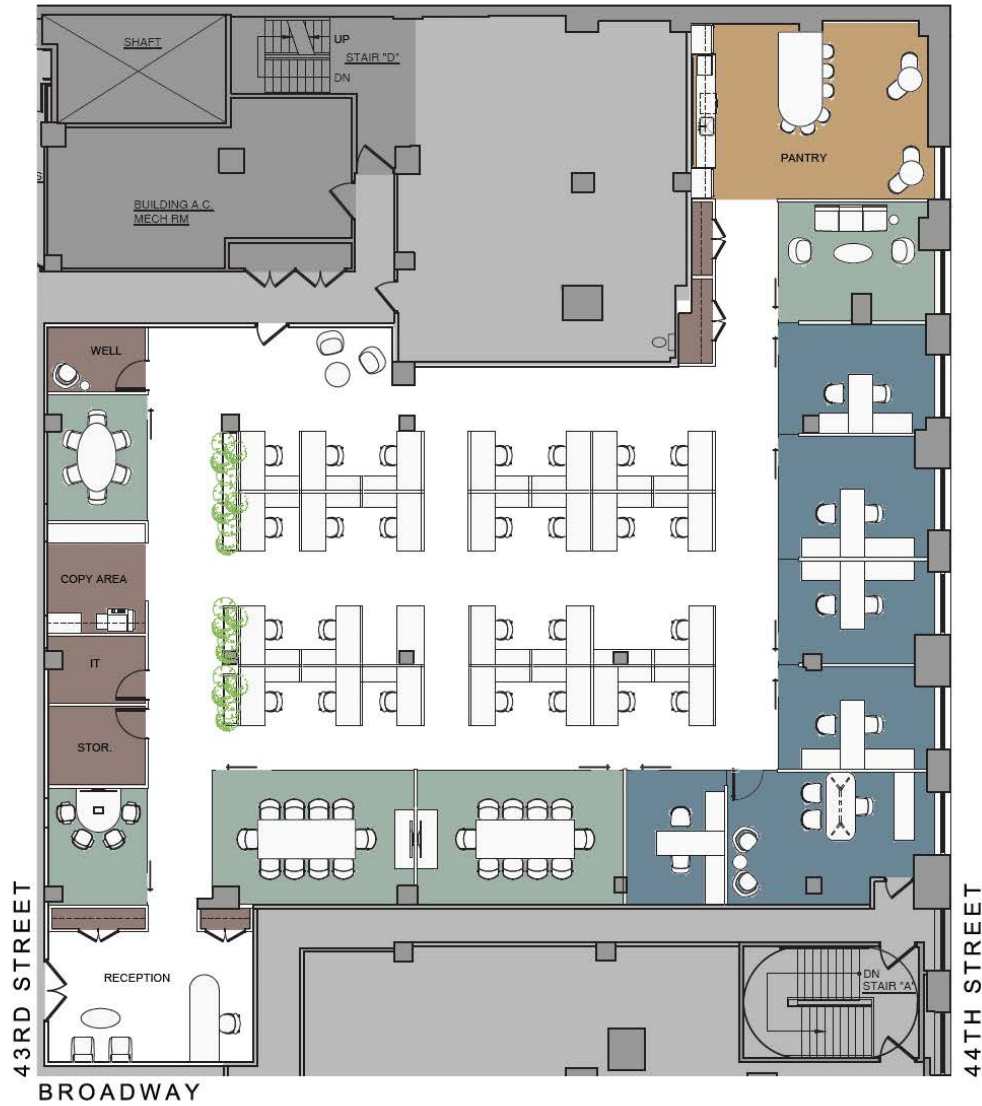 SHAFT
UP
STAIR "D"
DN
PANTRY
BUILDING A.C.
MECH RM
WELL
COPY AREA
IT
STOR.
RECEPTION
DN
STAIR "A"
43RD STREET
44TH STREET
BROADWAY